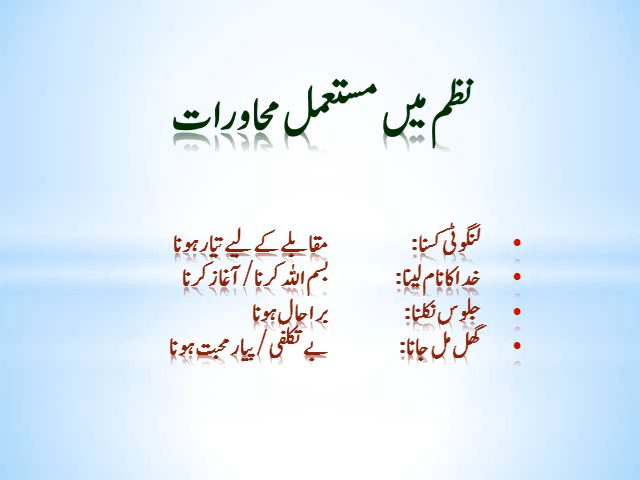 نظم میں مستعمل محاورات
• لنگوٹی کسنا: مقابلے کے لیے تیار ہونا
• خدا کا نام لینا: بسم اللہ کرنا/ آغاز کرنا
• جلوس نکلنا: برا حال ہونا
• گھل مل جانا: بے تکلفی/ پیار محبت ہونا